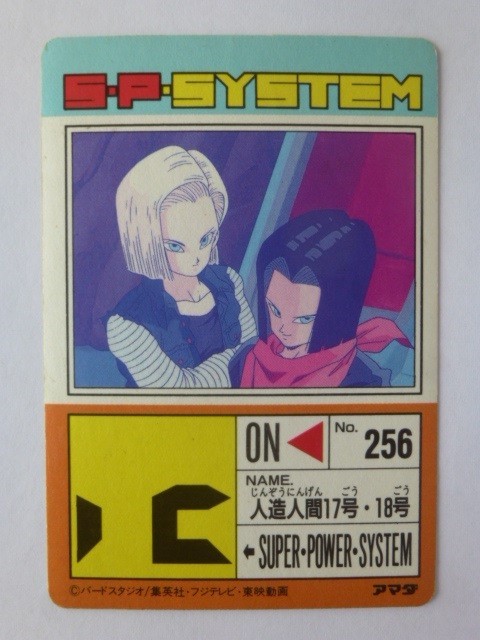 S·P·SYSTEM
ON
No. 256
NAME.
じんぞうにんげん ごう ごう
人造人間17号・18号
SUPER・POWER・SYSTEM
©バードスタジオ/集英社・フジテレビ・東映動画
アマダ